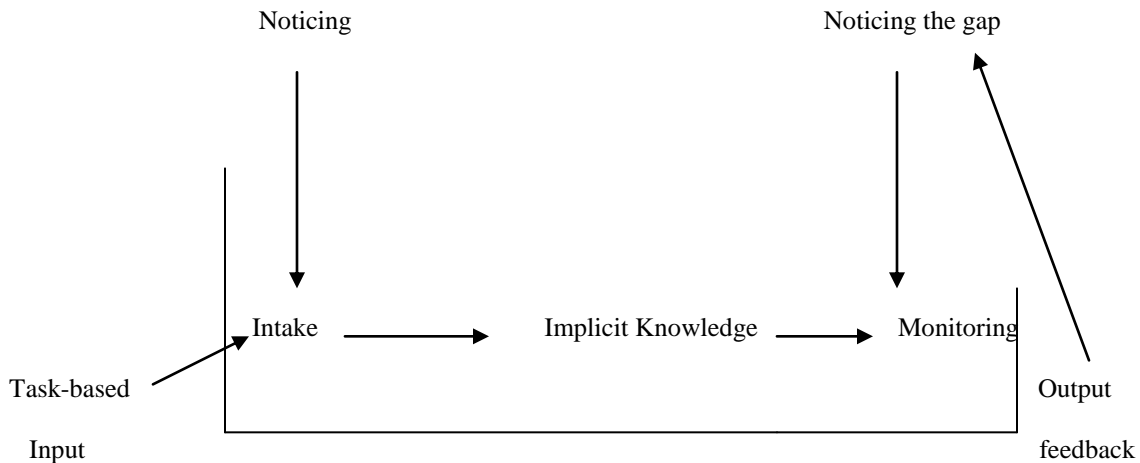 Noticing
Noticing the gap
Intake
Implicit Knowledge
Monitoring
Task-based
Input
Output
feedback